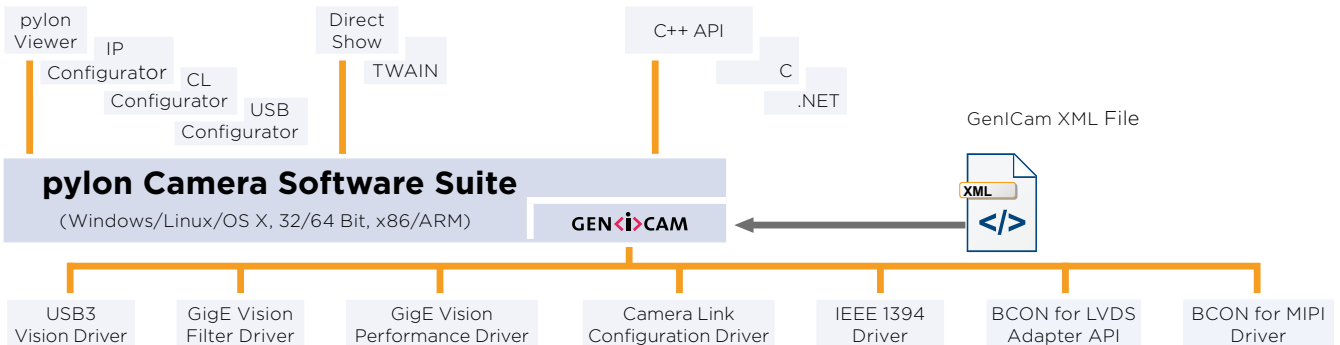 pylon
Viewer
IP
Configurator
CL
Configurator
USB
Configurator
Direct
Show
TWAIN
C++ API
C
.NET
GenICam XML File
XML
</>
pylon Camera Software Suite
(Windows/Linux/OS X, 32/64 Bit, x86/ARM)
GEN<i>CAM
USB3
Vision Driver
GigE Vision
Filter Driver
GigE Vision
Performance Driver
Camera Link
Configuration Driver
IEEE 1394
Driver
BCON for LVDS
Adapter API
BCON for MIPI
Driver